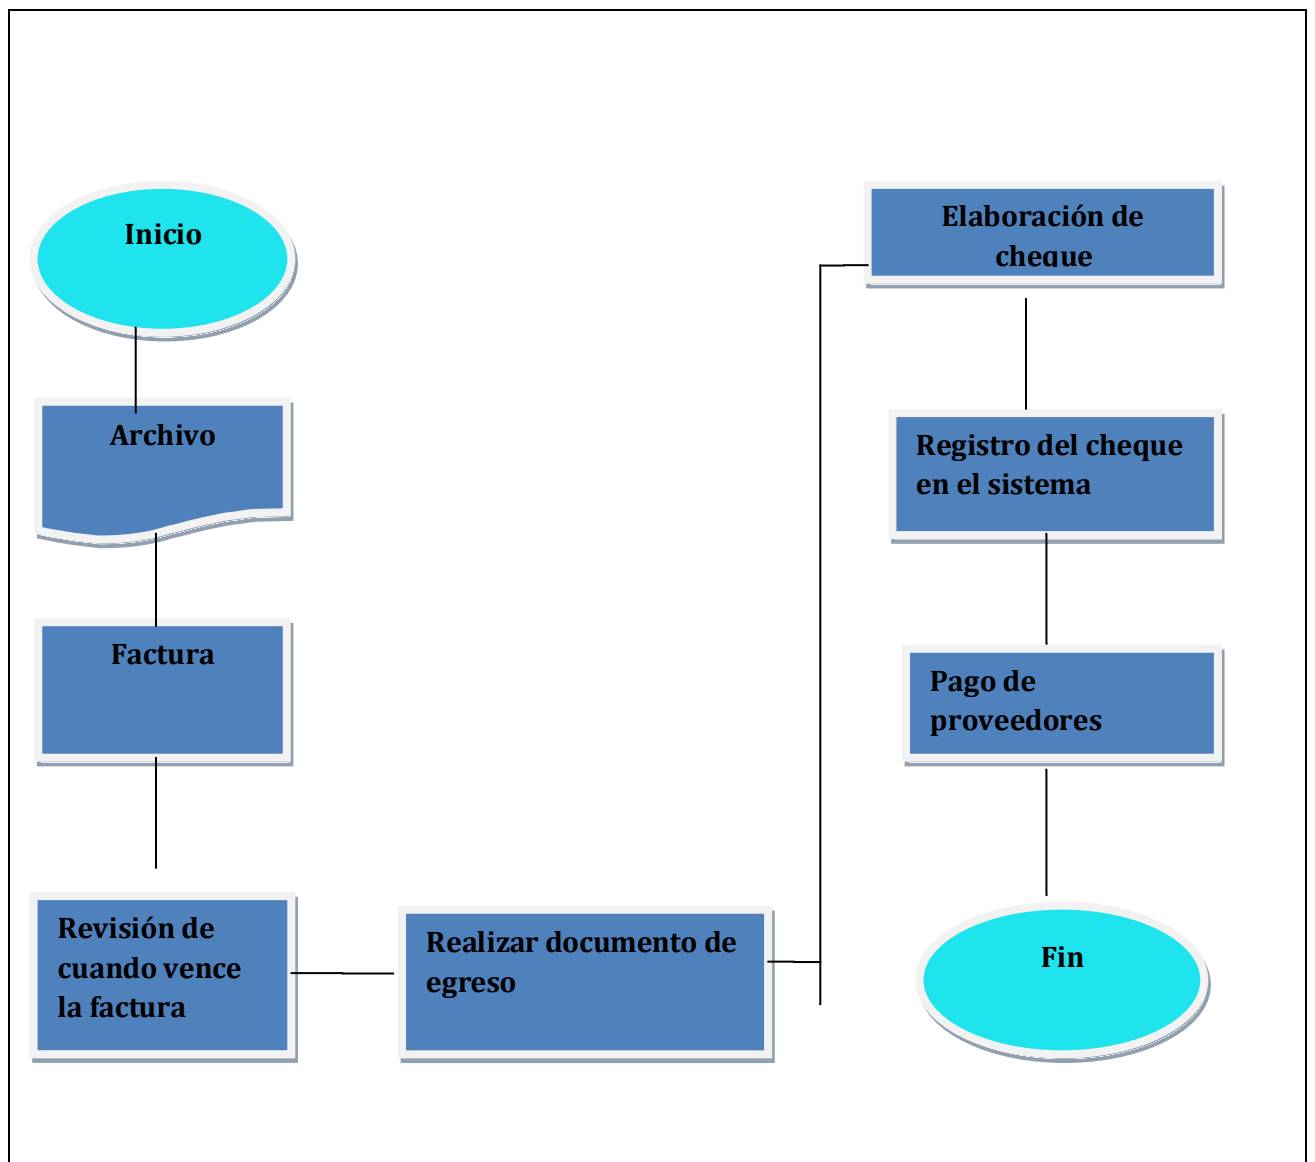 Inicio
Archivo
Factura
Revisión de
cuando vence
la factura
Realizar documento de
egreso
Elaboración de
cheque
Registro del cheque
en el sistema
Pago de
proveedores
Fin